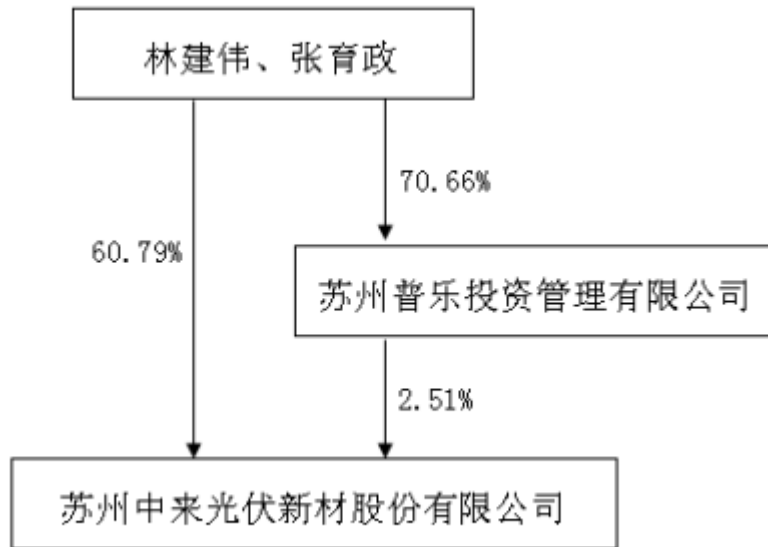 林建伟、张育政
70.66%
60.79%
苏州普乐投资管理有限公司
2.51%
苏州中来光伏新材股份有限公司